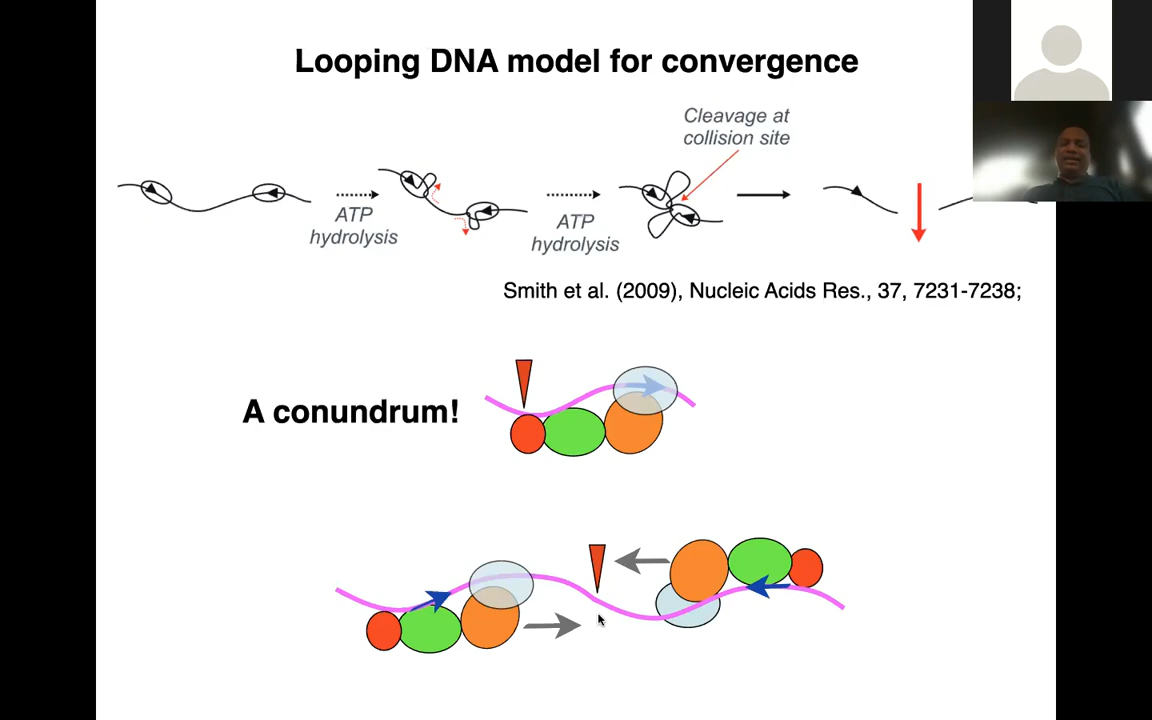 Looping DNA model for convergence
Cleavage at
collision site
ATP
hydrolysis
ATP
hydrolysis
Smith et al. (2009), Nucleic Acids Res., 37, 7231-7238;
A conundrum!